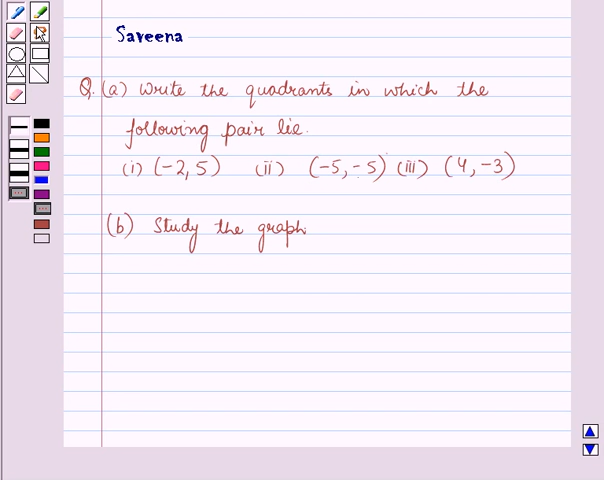 Saveena
Q. (a) Write the quadrants in which the
following pair lie.
(i) (-2, 5) (ii) (-5, -5) (iii) (4, -3)
(b) Study the graph